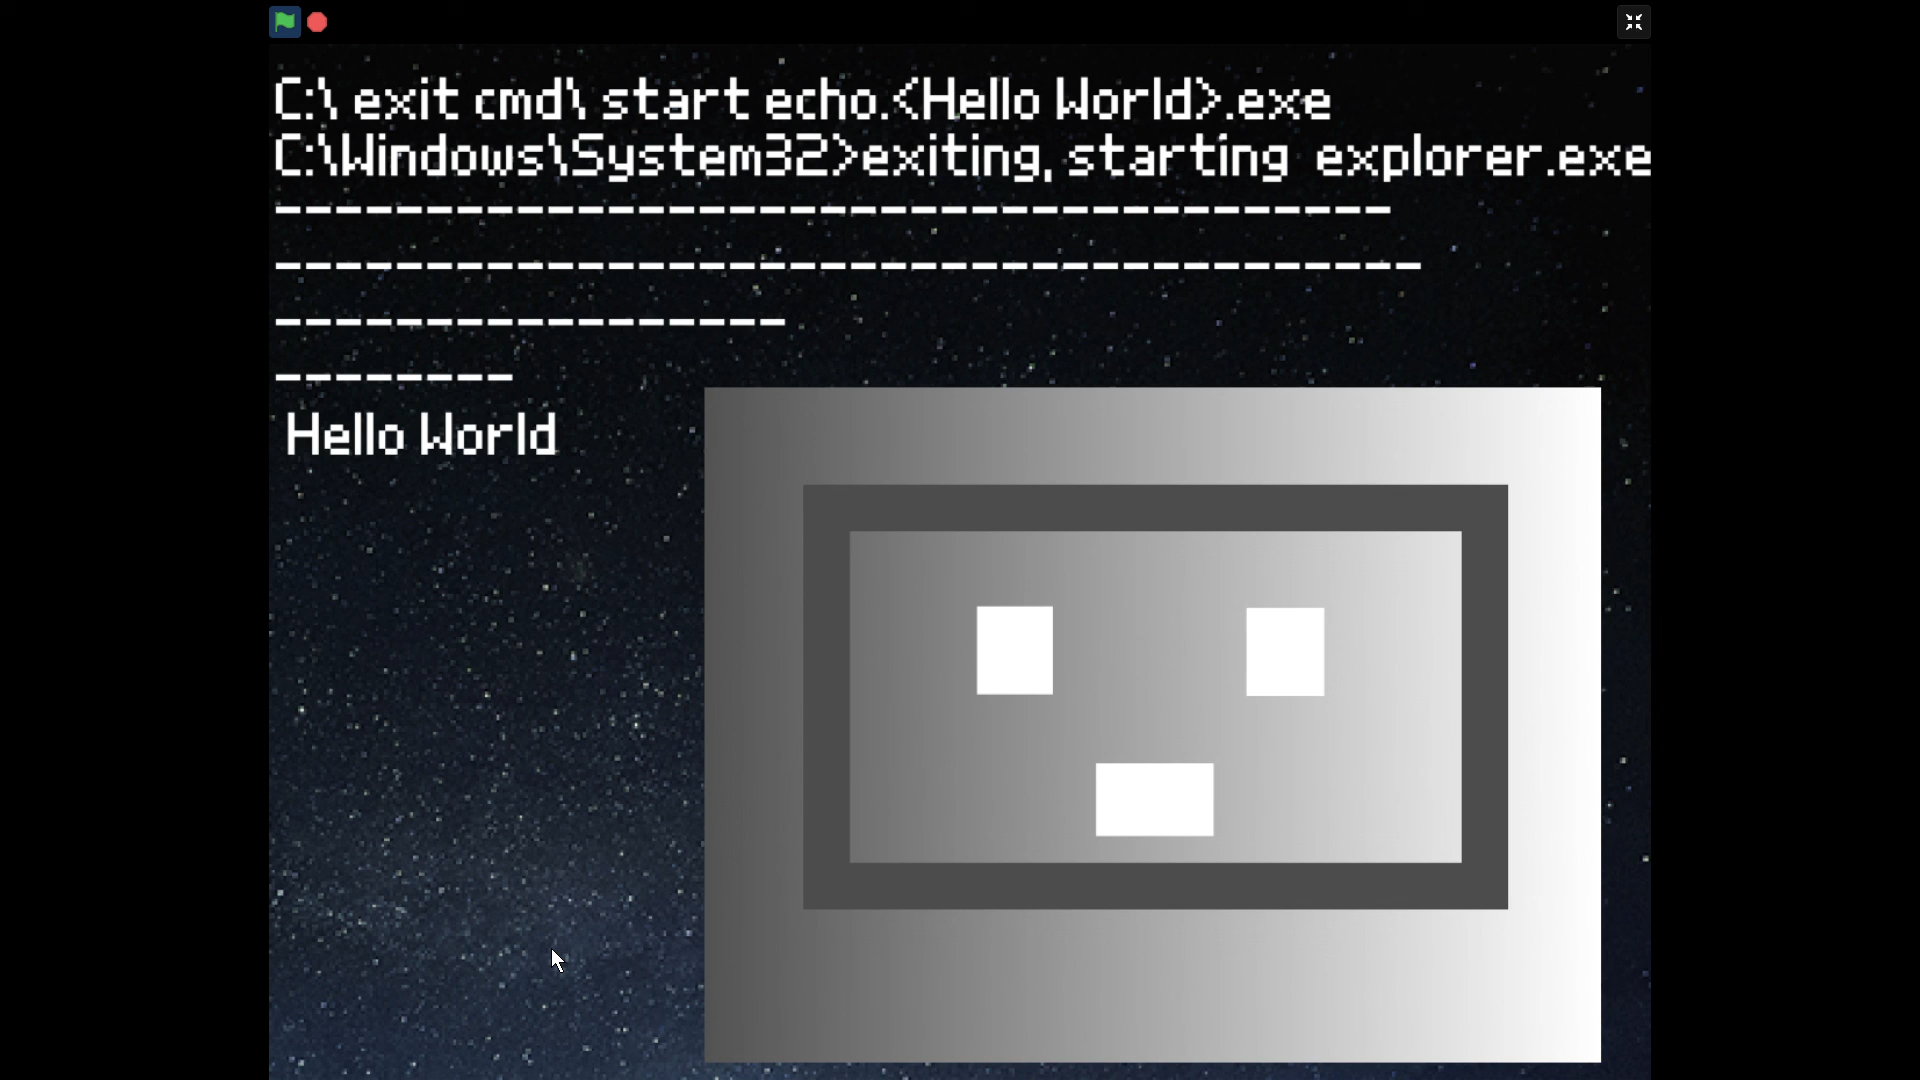 C:\ exit cmd\ start echo.<Hello World>.exe
C:\Windows\System32>exiting, starting  explorer.exe
-------------------------------------
--------------------------------------
-----------------
--------
Hello World